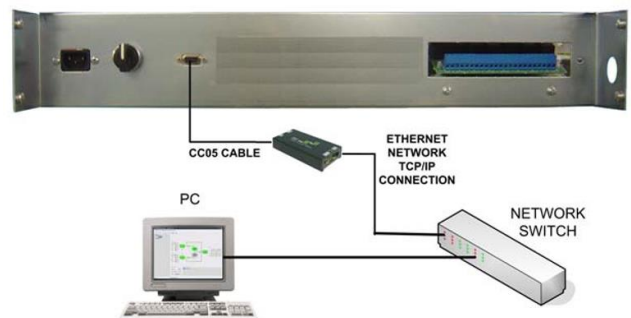 CC05 CABLE
ETHERNET
NETWORK
TCP/IP
CONNECTION
PC
NETWORK
SWITCH